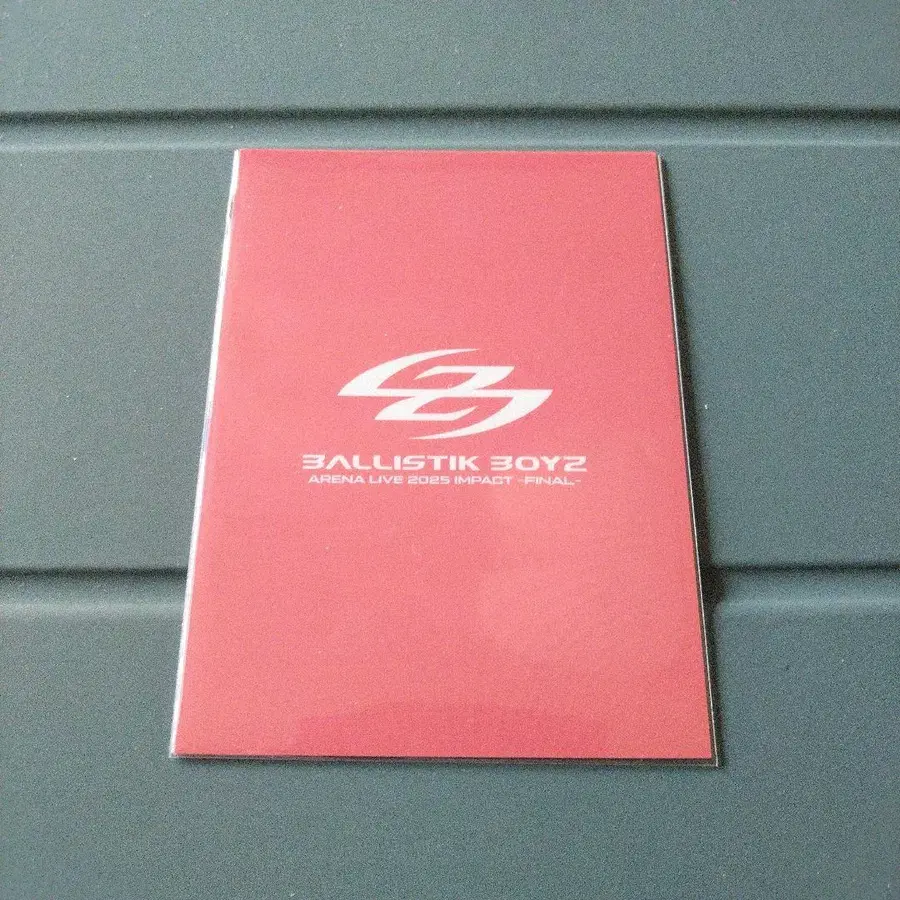 BALLISTIK BOYZ
ARENA LIVE 2025 IMPACT -FINAL-